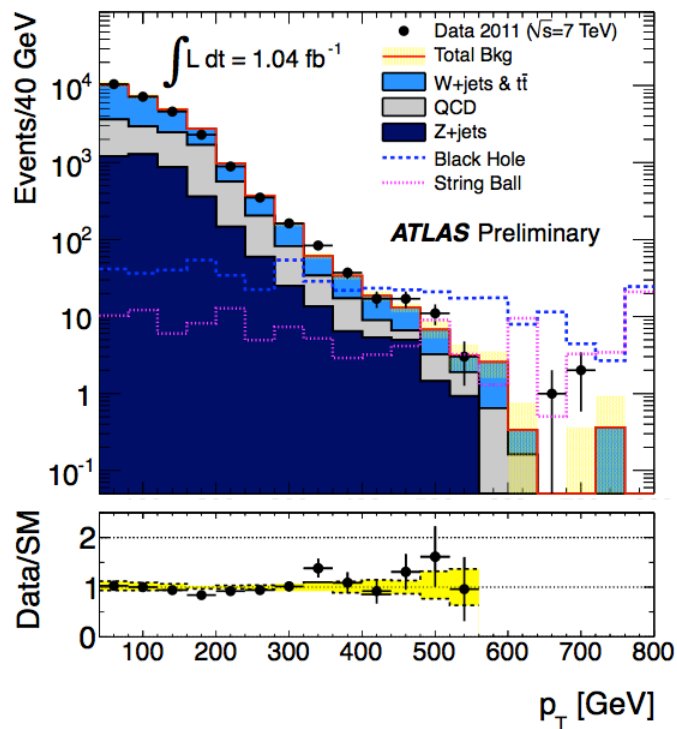 ∫L dt = 1.04 fb⁻¹
Data 2011 (√s=7 TeV)
Total Bkg
W+jets & tt̄
QCD
Z+jets
Black Hole
String Ball
ATLAS Preliminary
Events/40 GeV
10⁴
10³
10²
10
1
10⁻¹
Data/SM
2
1
0
100 200 300 400 500 600 700 800
p_T [GeV]